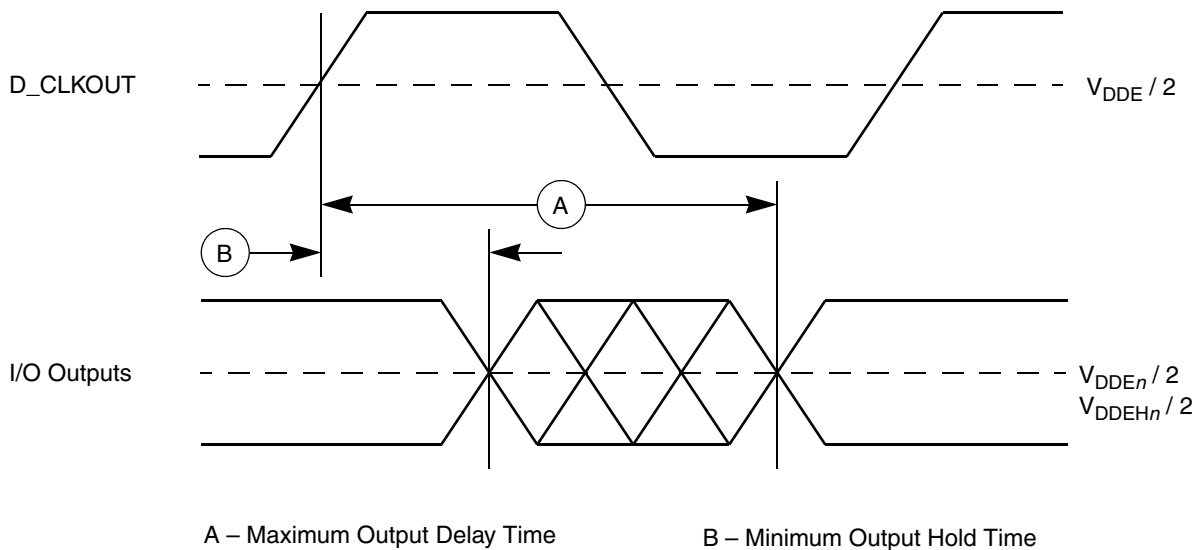 D_CLKOUT
VDDE / 2
A
B
I/O Outputs
VDDEn / 2
VDDEHn / 2
A – Maximum Output Delay Time
B – Minimum Output Hold Time